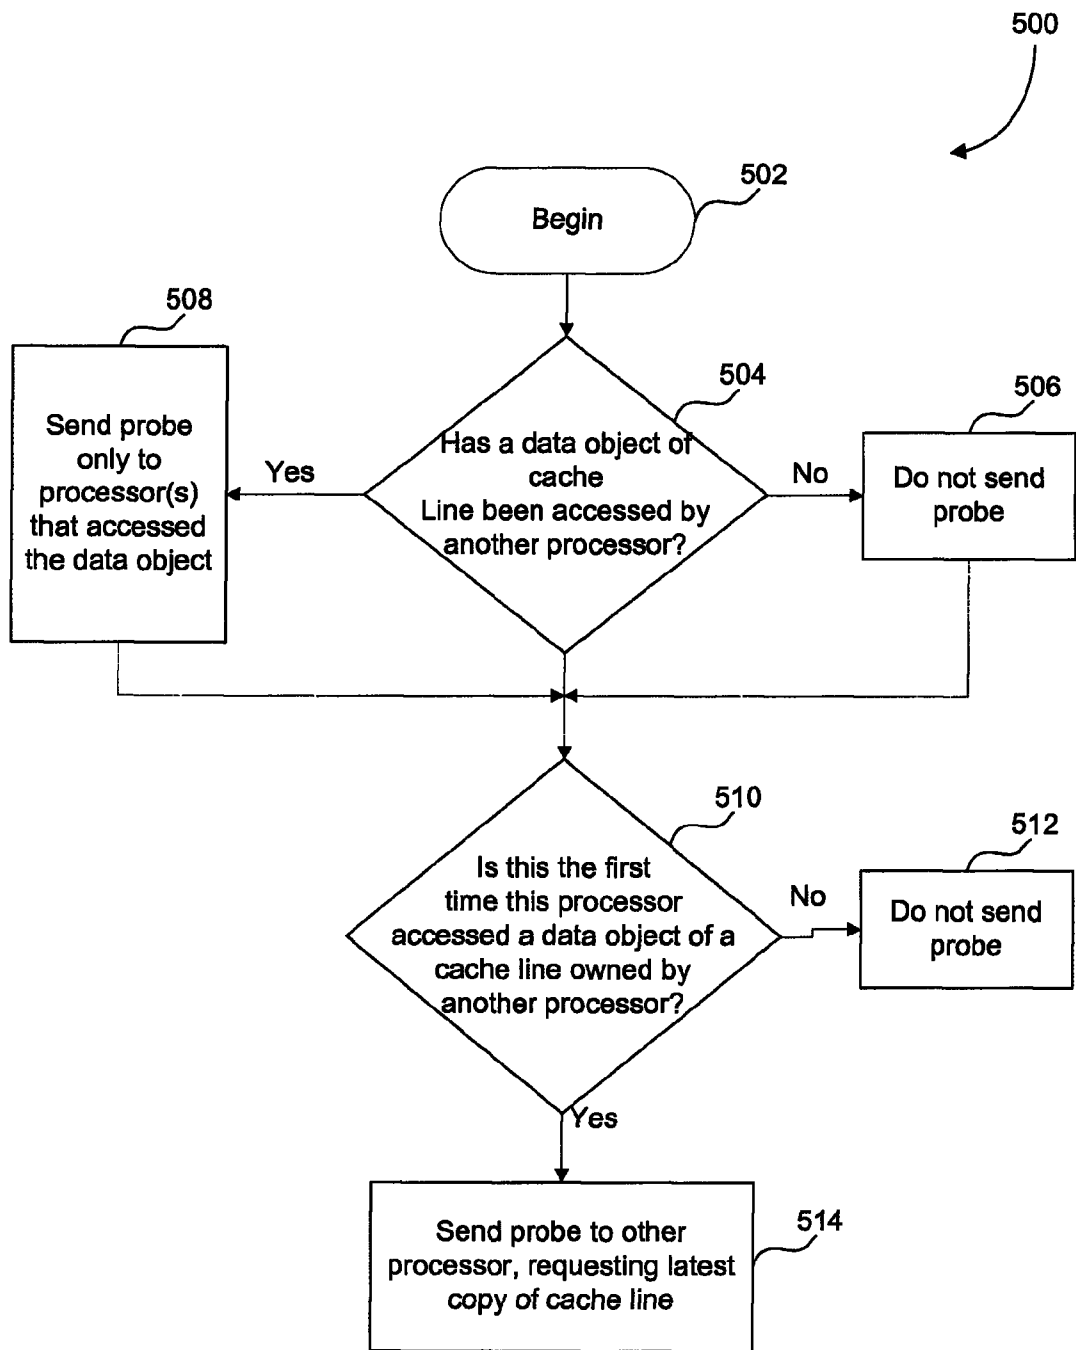 500
502
Begin
508
504
506
Send probe
only to
processor(s)
that accessed
the data object
Yes
Has a data object of
cache
Line been accessed by
another processor?
No
Do not send
probe
510
512
Is this the first
time this processor
accessed a data object of a
cache line owned by
another processor?
No
Do not send
probe
Yes
514
Send probe to other
processor, requesting latest
copy of cache line